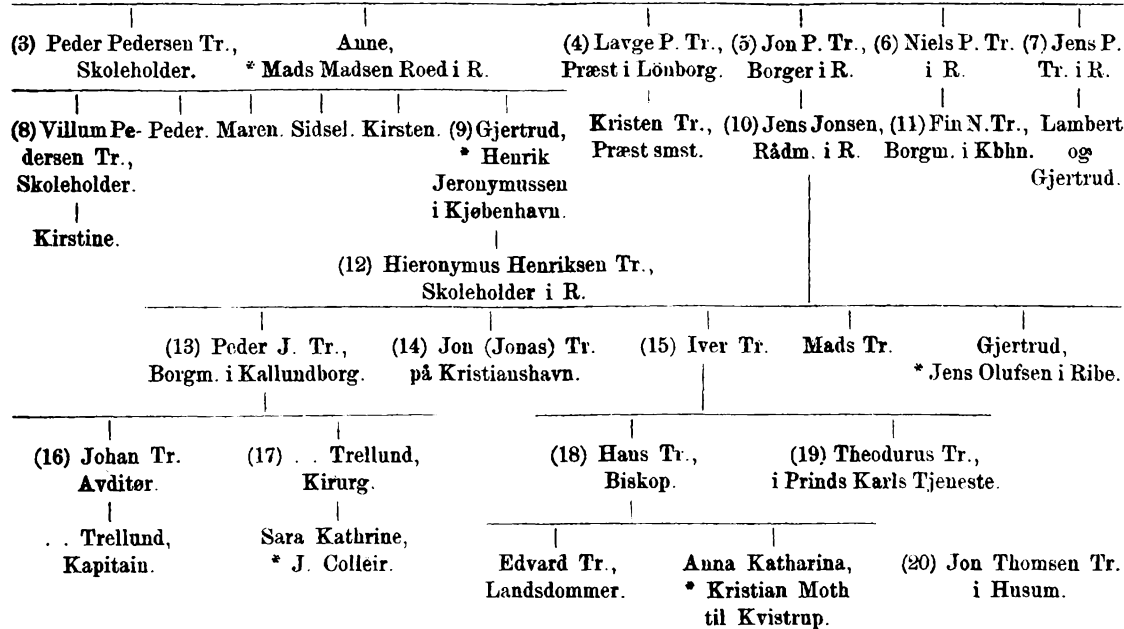 (3) Peder Pedersen Tr., Anne, (4) Lavge P. Tr., (5) Jon P. Tr., (6) Niels P. Tr. (7) Jens P.
Skoleholder. * Mads Madsen Roed i R. Præst i Lönborg. Borger i R. i R. Tr. i R.
(8) Villum Pe- Peder. Maren. Sidsel. Kirsten. (9) Gjertrud, Kristen Tr., (10) Jens Jonsen, (11) Fin N. Tr., Lambert
dersen Tr., * Henrik Præst smst. Rådm. i R. Borgm. i Kbhn. og
Skoleholder. Jeronymussen Gjertrud.
i Kjøbenhavn.
Kirstine.
(12) Hieronymus Henriksen Tr.,
Skoleholder i R.
(13) Peder J. Tr., (14) Jon (Jonas) Tr. (15) Iver Tr. Mads Tr. Gjertrud,
Borgm. i Kallundborg. på Kristianshavn. * Jens Olufsen i Ribe.
(16) Johan Tr. (17) . . Trellund, (18) Hans Tr., (19) Theodurus Tr.,
Avditør. Kirurg. Biskop. i Prinds Karls Tjeneste.
. . Trellund, Sara Kathrine,
Kapitain. * J. Colleir.
Edvard Tr., Anna Katharina, (20) Jon Thomsen Tr.
Landsdommer. * Kristian Moth i Husum.
til Kvistrup.